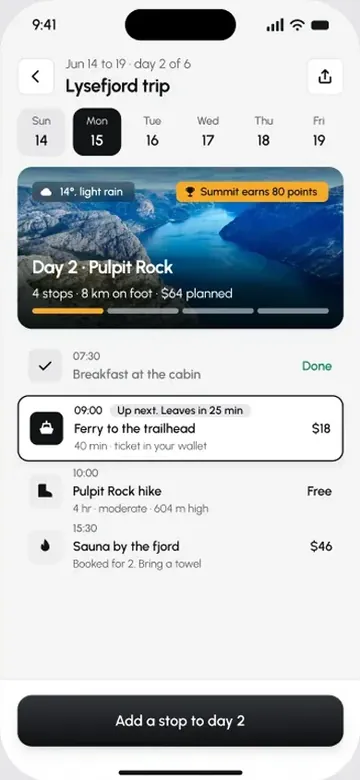 9:41
Jun 14 to 19 · day 2 of 6
Lysefjord trip
Sun Mon Tue Wed Thu Fri
14 15 16 17 18 19
14°, light rain
Summit earns 80 points
Day 2 · Pulpit Rock
4 stops · 8 km on foot · $64 planned
07:30
Breakfast at the cabin
Done
09:00 Up next. Leaves in 25 min
Ferry to the trailhead $18
40 min · ticket in your wallet
10:00
Pulpit Rock hike Free
4 hr · moderate · 604 m high
15:30
Sauna by the fjord $46
Booked for 2. Bring a towel
Add a stop to day 2